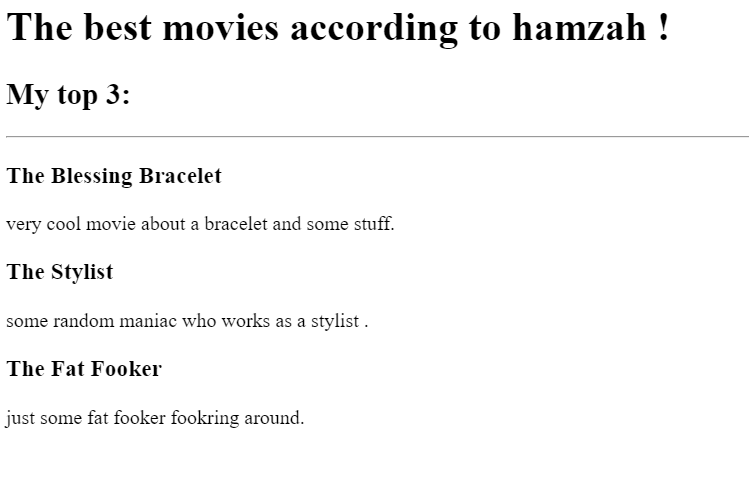 The best movies according to hamzah !
My top 3:
The Blessing Bracelet
very cool movie about a bracelet and some stuff.
The Stylist
some random maniac who works as a stylist .
The Fat Fooker
just some fat fooker fookring around.